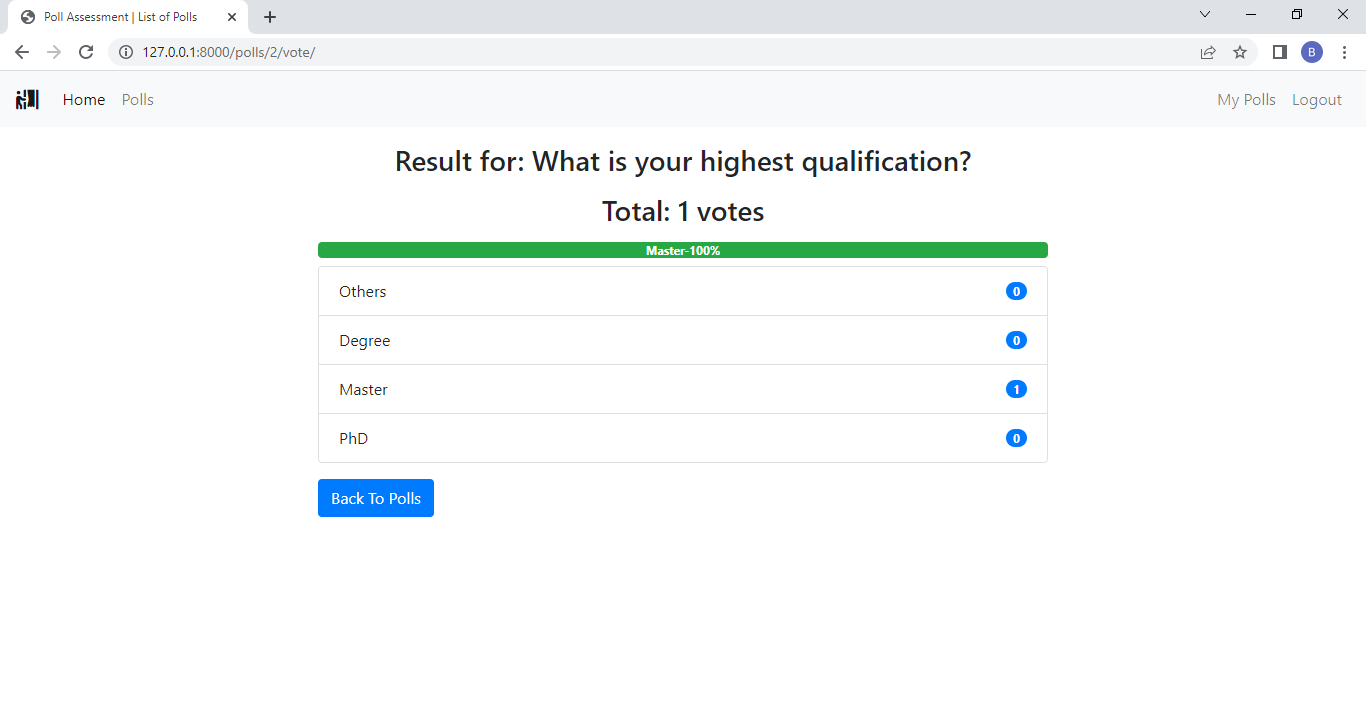 Poll Assessment | List of Polls
127.0.0.1:8000/polls/2/vote/
B
Home Polls My Polls Logout
Result for: What is your highest qualification?
Total: 1 votes
Master-100%
Others 0
Degree 0
Master 1
PhD 0
Back To Polls